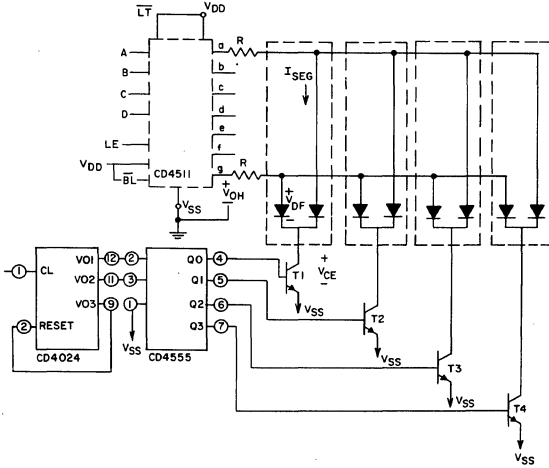 LT VDD
A a R
B b
C c
D d
LE e
VDD f
BL CD4511 g R
ISEG
+ VOH −
VSS
+ VDF −
+ VCE −
1 CL VO1 12 2 Q0 4 T1
VO2 11 3 Q1 5 VSS
VO3 9 1 Q2 6 T2
2 RESET VSS Q3 7 VSS
CD4024 CD4555
T3
VSS
T4
VSS